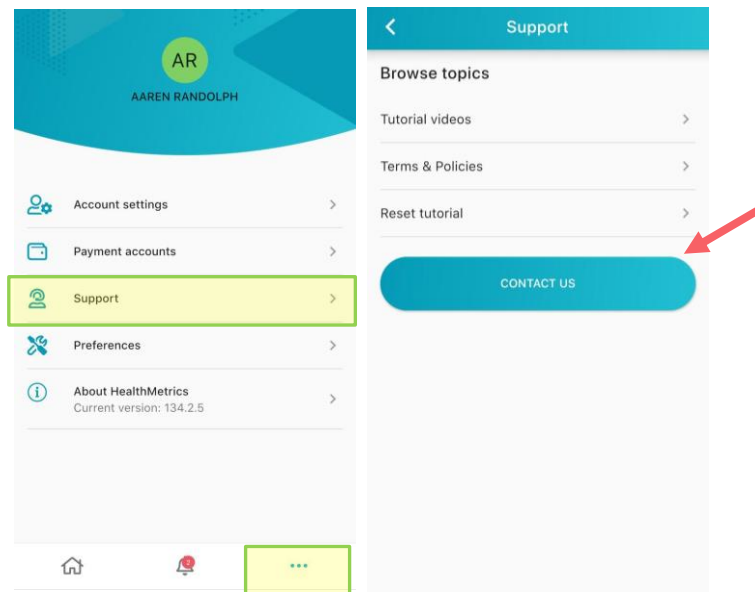 AR
AAREN RANDOLPH
Account settings
Payment accounts
Support
Preferences
About HealthMetrics
Current version: 134.2.5
2
Support
Browse topics
Tutorial videos
Terms & Policies
Reset tutorial
CONTACT US